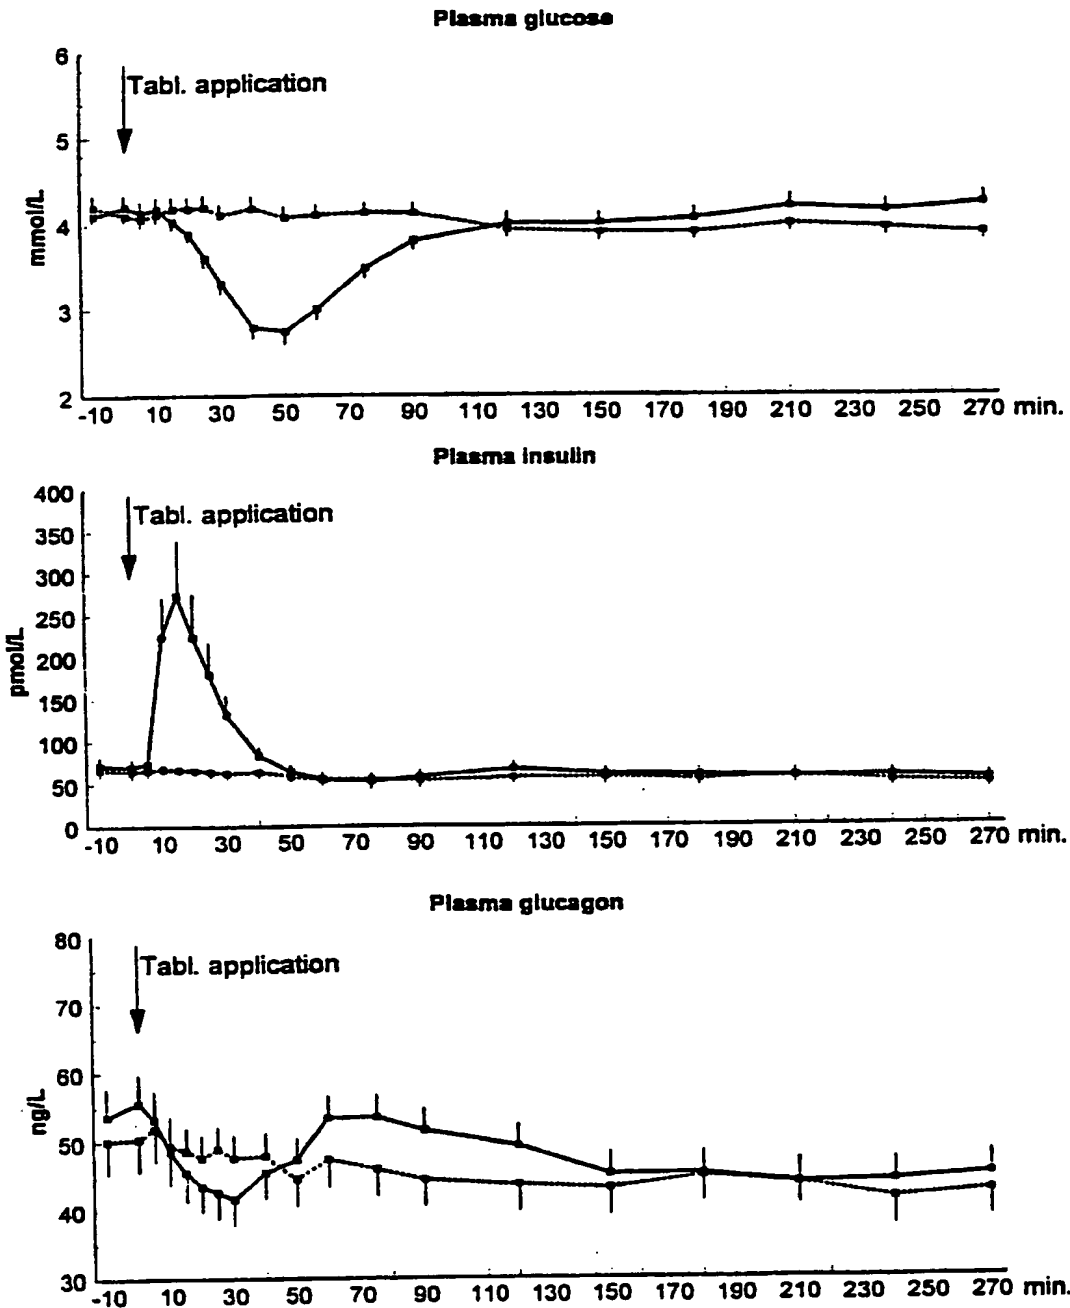 Plasma glucose
6
Tabl. application
5
mmol/L
4
3
2
-10 10 30 50 70 90 110 130 150 170 190 210 230 250 270 min.
Plasma insulin
400
Tabl. application
350
300
250
pmol/L
200
150
100
50
0
-10 10 30 50 70 90 110 130 150 170 190 210 230 250 270 min.
Plasma glucagon
80
Tabl. application
70
60
ng/L
50
40
30
-10 10 30 50 70 90 110 130 150 170 190 210 230 250 270 min.